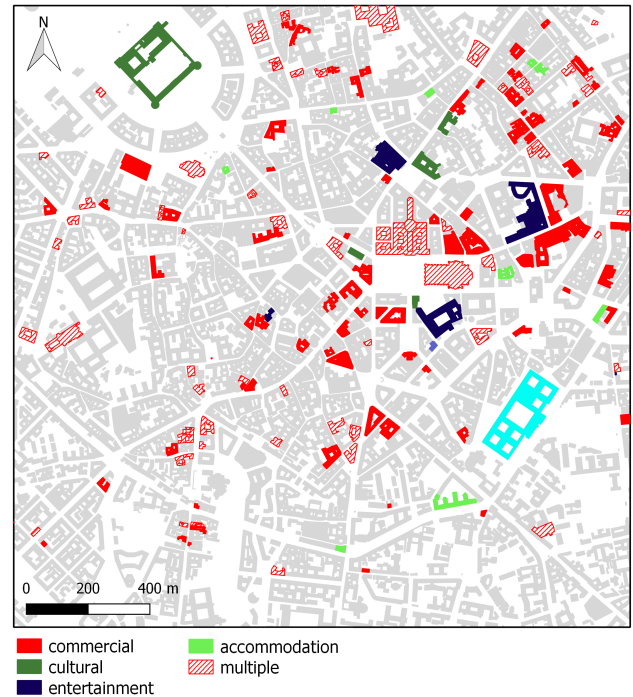 N
0 200 400 m
commercial accommodation
cultural multiple
entertainment